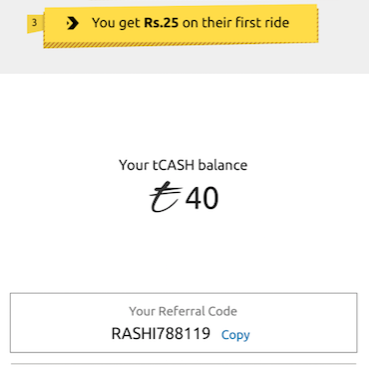 3
You get Rs.25 on their first ride
Your tCASH balance
t 40
Your Referral Code
RASHI788119 Copy